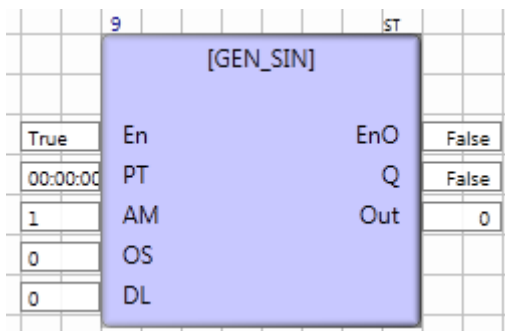 9 ST
[GEN_SIN]
True En EnO False
00:00:00 PT Q False
1 AM Out 0
0 OS
0 DL